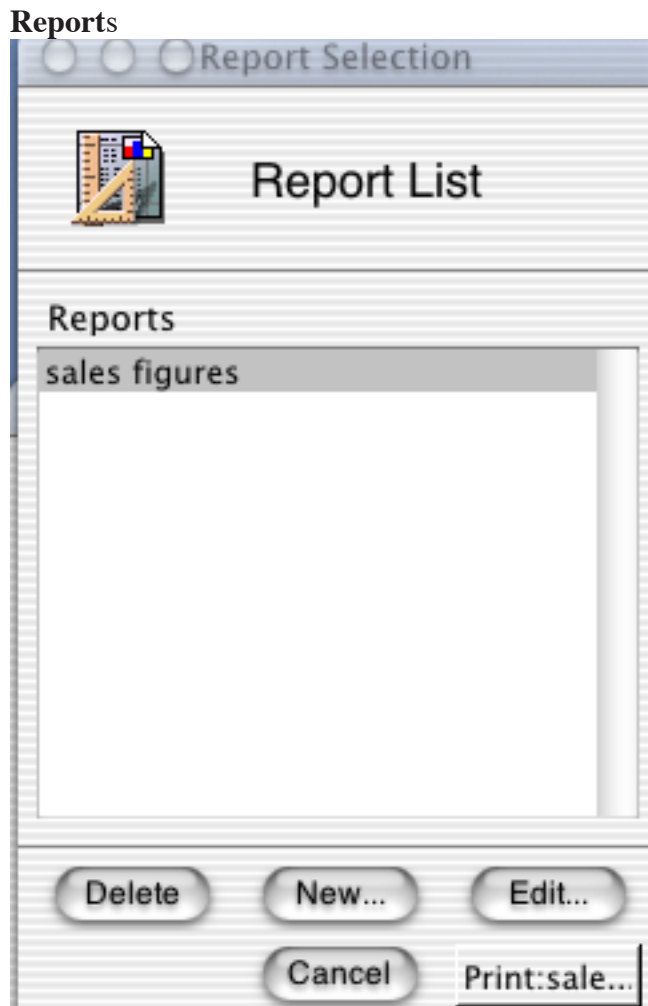 Reports
Report Selection
Report List
Reports
sales figures
Delete New... Edit...
Cancel Print:sale...